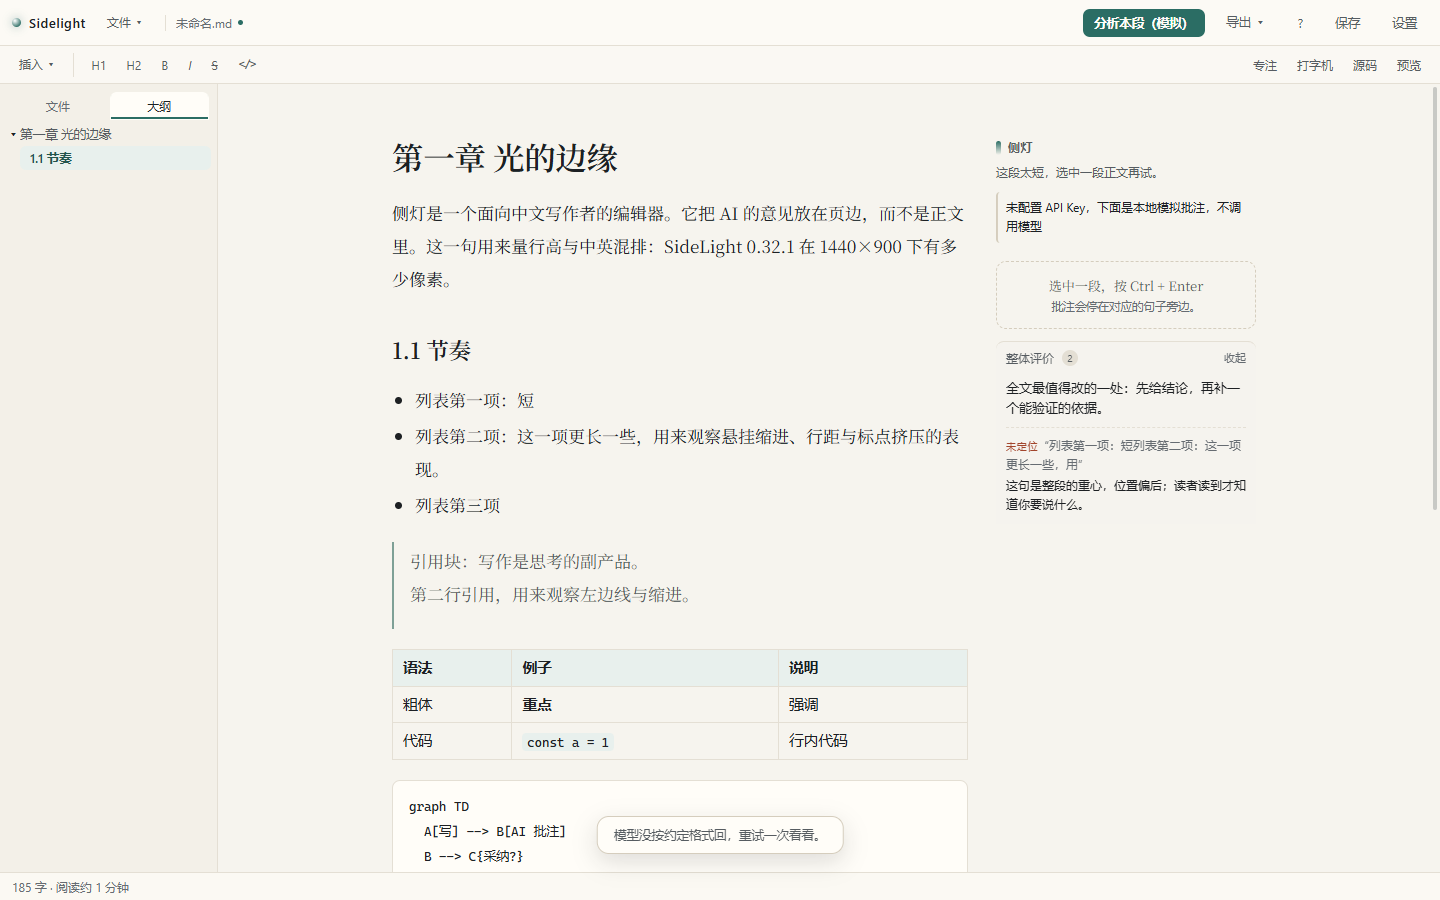 Sidelight 文件 未命名.md 分析本段（模拟） 导出 ? 保存 设置
插入 H1 H2 B I S </> 专注 打字机 源码 预览
文件 大纲
第一章 光的边缘
1.1 节奏
第一章 光的边缘
侧灯是一个面向中文写作者的编辑器。它把 AI 的意见放在页边，而不是正文
里。这一句用来量行高与中英混排：SideLight 0.32.1 在 1440×900 下有多
少像素。
1.1 节奏
列表第一项：短
列表第二项：这一项更长一些，用来观察悬挂缩进、行距与标点挤压的表
现。
列表第三项
引用块：写作是思考的副产品。
第二行引用，用来观察左边线与缩进。
语法 例子 说明
粗体 重点 强调
代码 const a = 1 行内代码
graph TD
A[写] --> B[AI 批注]
B --> C{采纳?}
侧灯
这段太短，选中一段正文再试。
未配置 API Key，下面是本地模拟批注，不调
用模型
选中一段，按 Ctrl + Enter
批注会停在对应的句子旁边。
整体评价 2 收起
全文最值得改的一处：先给结论，再补一
个能验证的依据。
未定位 “列表第一项：短列表第二项：这一项
更长一些，用”
这句是整段的重心，位置偏后；读者读到才知
道你要说什么。
模型没按约定格式回，重试一次看看。
185 字 · 阅读约 1 分钟